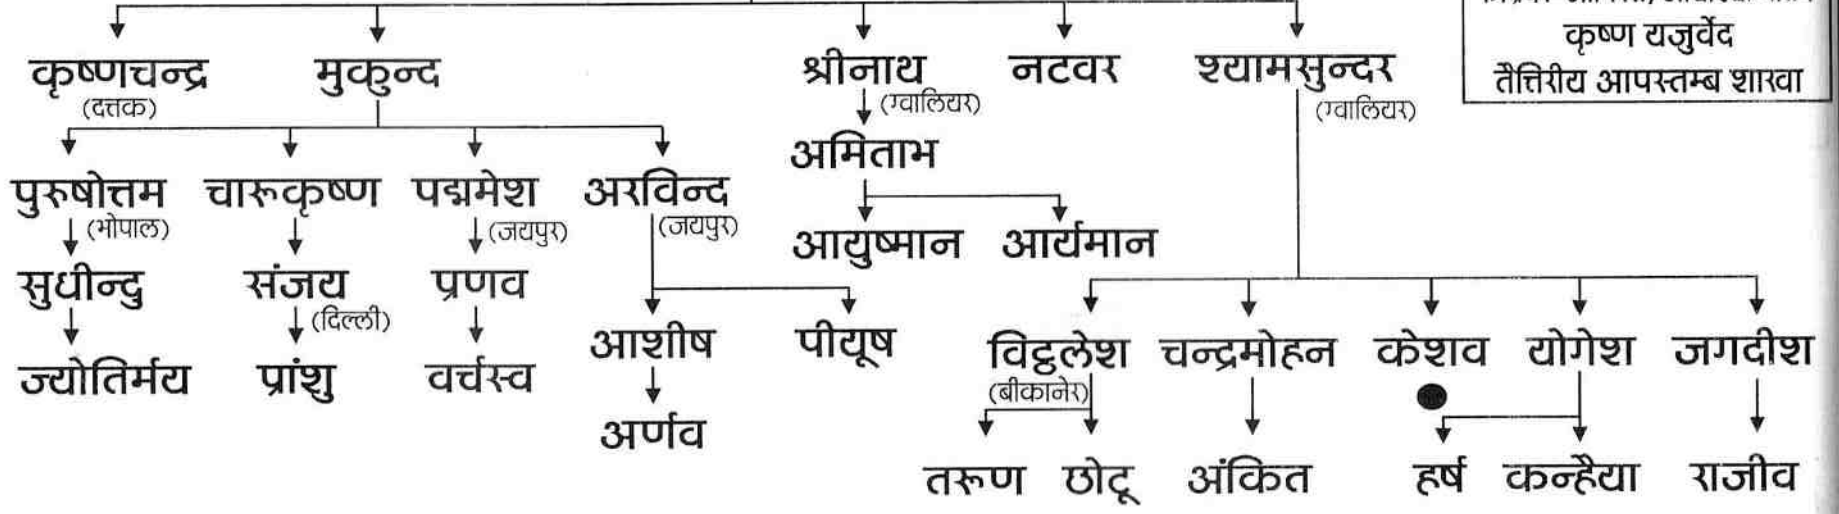 कृष्ण यजुर्वेद
तैत्तिरीय आपस्तम्ब शाखा
कृष्णचन्द्र मुकुन्द श्रीनाथ नटवर श्यामसुन्दर
(दत्तक) (ग्वालियर) (ग्वालियर)
अमिताभ
पुरुषोत्तम चारूकृष्ण पद्ममेश अरविन्द
(भोपाल) (जयपुर) (जयपुर)
आयुष्मान आर्यमान
सुधीन्दु संजय प्रणव
(दिल्ली)
आशीष पीयूष विठ्ठलेश चन्द्रमोहन केशव योगेश जगदीश
ज्योतिर्मय प्रांशु वर्चस्व
(बीकानेर)
अर्णव
तरूण छोटू अंकित हर्ष कन्हैया राजीव